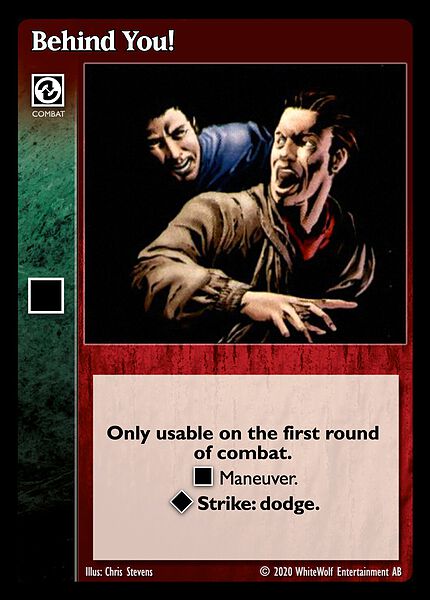 Behind You!
COMBAT
Only usable on the first round
of combat.
Maneuver.
Strike: dodge.
Illus: Chris Stevens
© 2020 WhiteWolf Entertainment AB